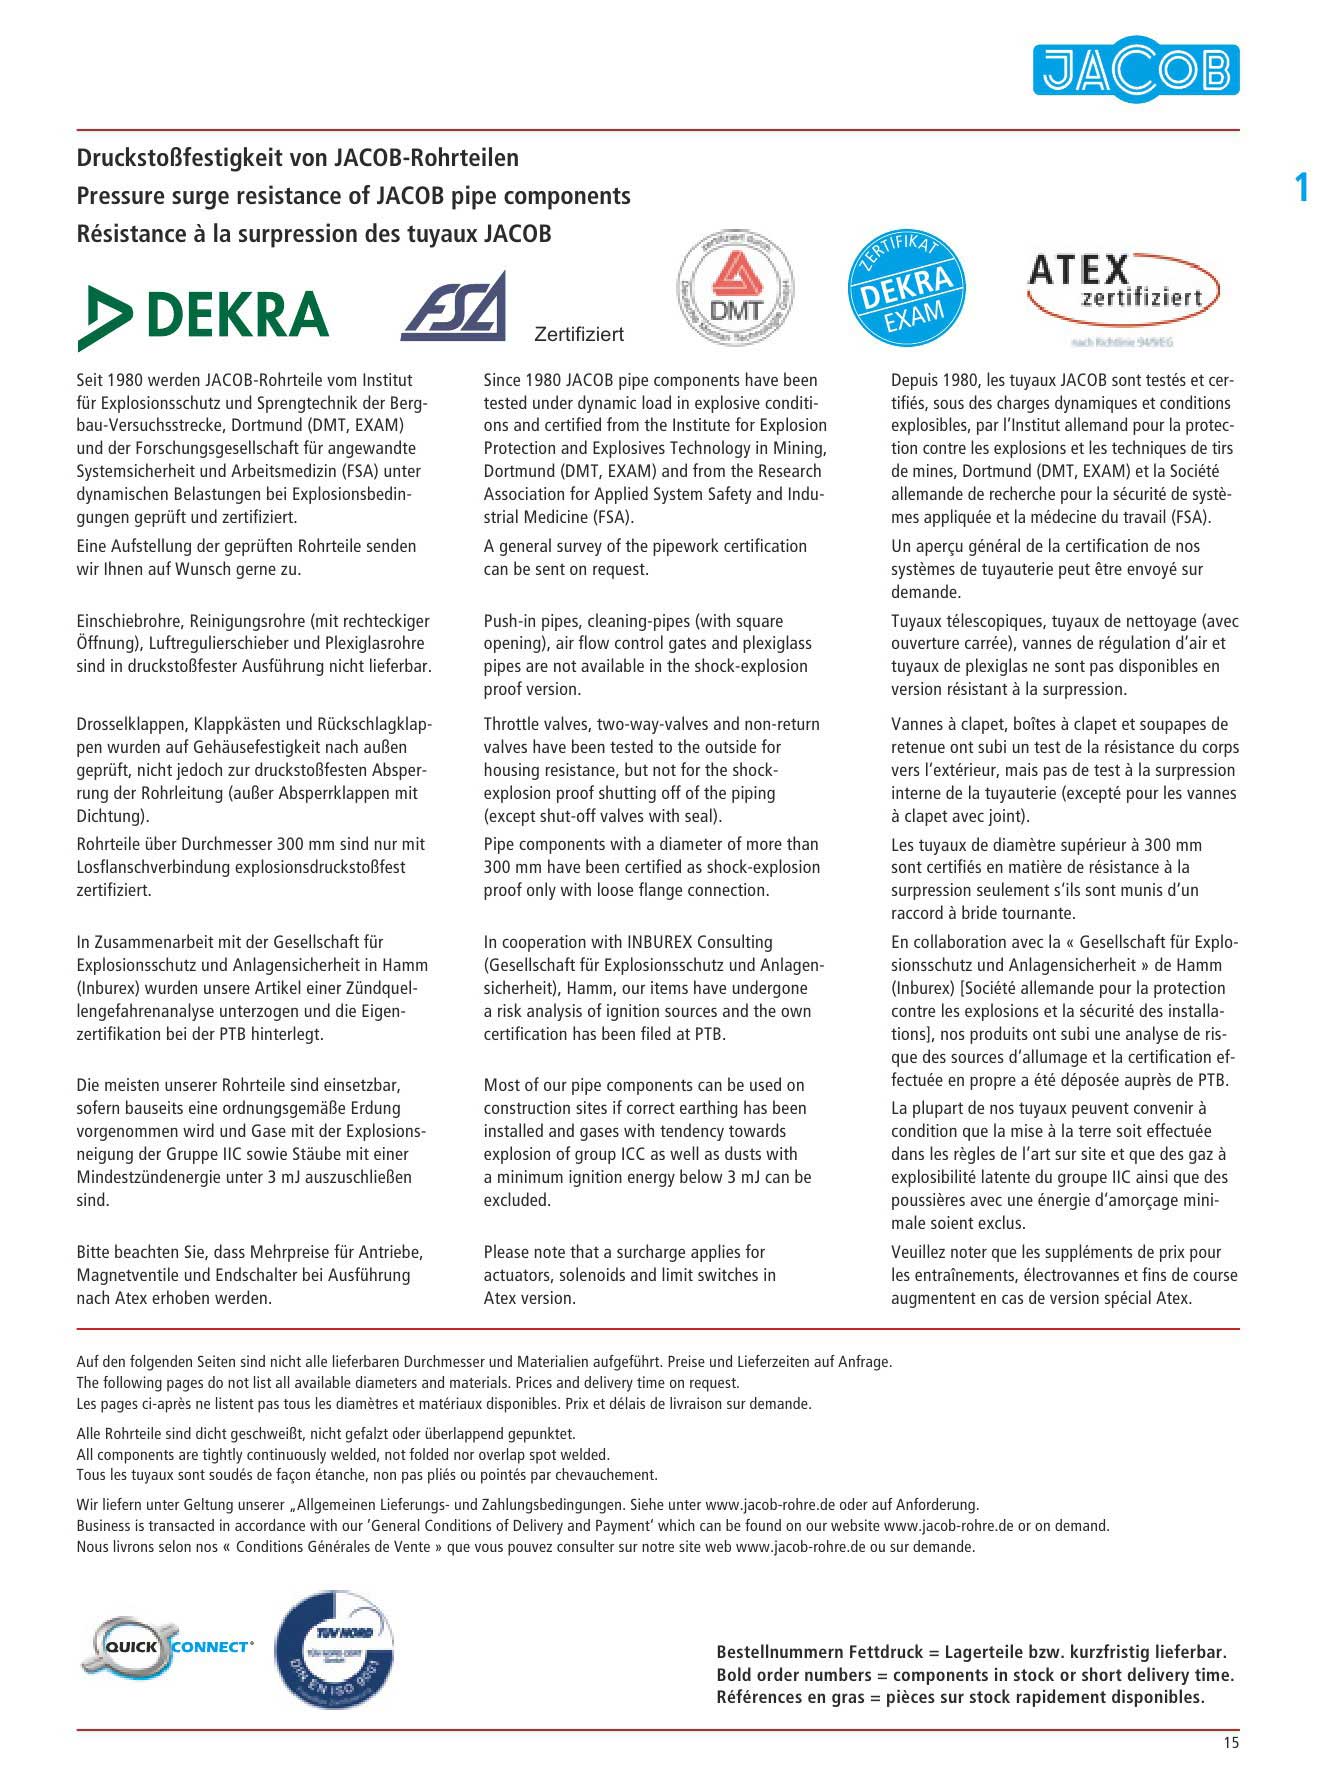 JACOB
1
Druckstoßfestigkeit von JACOB-Rohrteilen
Pressure surge resistance of JACOB pipe components
Résistance à la surpression des tuyaux JACOB
DEKRA
FSA
Zertifiziert
zertifiziert durch
DMT
ZERTIFIKAT
DEKRA
EXAM
ATEX
zertifiziert
nach Richtlinie 94/9/EG
Seit 1980 werden JACOB-Rohrteile vom Institut
für Explosionsschutz und Sprengtechnik der Berg-
bau-Versuchsstrecke, Dortmund (DMT, EXAM)
und der Forschungsgesellschaft für angewandte
Systemsicherheit und Arbeitsmedizin (FSA) unter
dynamischen Belastungen bei Explosionsbedin-
gungen geprüft und zertifiziert.
Eine Aufstellung der geprüften Rohrteile senden
wir Ihnen auf Wunsch gerne zu.
Einschiebrohre, Reinigungsrohre (mit rechteckiger
Öffnung), Luftregulierschieber und Plexiglasrohre
sind in druckstoßfester Ausführung nicht lieferbar.
Drosselklappen, Klappkästen und Rückschlagklap-
pen wurden auf Gehäusefestigkeit nach außen
geprüft, nicht jedoch zur druckstoßfesten Absper-
rung der Rohrleitung (außer Absperrklappen mit
Dichtung).
Rohrteile über Durchmesser 300 mm sind nur mit
Losflanschverbindung explosionsdruckstoßfest
zertifiziert.
In Zusammenarbeit mit der Gesellschaft für
Explosionsschutz und Anlagensicherheit in Hamm
(Inburex) wurden unsere Artikel einer Zündquel-
lengefahrenanalyse unterzogen und die Eigen-
zertifikation bei der PTB hinterlegt.
Die meisten unserer Rohrteile sind einsetzbar,
sofern bauseits eine ordnungsgemäße Erdung
vorgenommen wird und Gase mit der Explosions-
neigung der Gruppe IIC sowie Stäube mit einer
Mindestzündenergie unter 3 mJ auszuschließen
sind.
Bitte beachten Sie, dass Mehrpreise für Antriebe,
Magnetventile und Endschalter bei Ausführung
nach Atex erhoben werden.
Since 1980 JACOB pipe components have been
tested under dynamic load in explosive conditi-
ons and certified from the Institute for Explosion
Protection and Explosives Technology in Mining,
Dortmund (DMT, EXAM) and from the Research
Association for Applied System Safety and Indu-
strial Medicine (FSA).
A general survey of the pipework certification
can be sent on request.
Push-in pipes, cleaning-pipes (with square
opening), air flow control gates and plexiglass
pipes are not available in the shock-explosion
proof version.
Throttle valves, two-way-valves and non-return
valves have been tested to the outside for
housing resistance, but not for the shock-
explosion proof shutting off of the piping
(except shut-off valves with seal).
Pipe components with a diameter of more than
300 mm have been certified as shock-explosion
proof only with loose flange connection.
In cooperation with INBUREX Consulting
(Gesellschaft für Explosionsschutz und Anlagen-
sicherheit), Hamm, our items have undergone
a risk analysis of ignition sources and the own
certification has been filed at PTB.
Most of our pipe components can be used on
construction sites if correct earthing has been
installed and gases with tendency towards
explosion of group ICC as well as dusts with
a minimum ignition energy below 3 mJ can be
excluded.
Please note that a surcharge applies for
actuators, solenoids and limit switches in
Atex version.
Depuis 1980, les tuyaux JACOB sont testés et cer-
tifiés, sous des charges dynamiques et conditions
explosibles, par l’Institut allemand pour la protec-
tion contre les explosions et les techniques de tirs
de mines, Dortmund (DMT, EXAM) et la Société
allemande de recherche pour la sécurité de systè-
mes appliquée et la médecine du travail (FSA).
Un aperçu général de la certification de nos
systèmes de tuyauterie peut être envoyé sur
demande.
Tuyaux télescopiques, tuyaux de nettoyage (avec
ouverture carrée), vannes de régulation d’air et
tuyaux de plexiglas ne sont pas disponibles en
version résistant à la surpression.
Vannes à clapet, boîtes à clapet et soupapes de
retenue ont subi un test de la résistance du corps
vers l‘extérieur, mais pas de test à la surpression
interne de la tuyauterie (excepté pour les vannes
à clapet avec joint).
Les tuyaux de diamètre supérieur à 300 mm
sont certifiés en matière de résistance à la
surpression seulement s‘ils sont munis d‘un
raccord à bride tournante.
En collaboration avec la « Gesellschaft für Explo-
sionsschutz und Anlagensicherheit » de Hamm
(Inburex) [Société allemande pour la protection
contre les explosions et la sécurité des installa-
tions], nos produits ont subi une analyse de ris-
que des sources d‘allumage et la certification ef-
fectuée en propre a été déposée auprès de PTB.
La plupart de nos tuyaux peuvent convenir à
condition que la mise à la terre soit effectuée
dans les règles de l’art sur site et que des gaz à
explosibilité latente du groupe IIC ainsi que des
poussières avec une énergie d‘amorçage mini-
male soient exclus.
Veuillez noter que les suppléments de prix pour
les entraînements, électrovannes et fins de course
augmentent en cas de version spécial Atex.
Auf den folgenden Seiten sind nicht alle lieferbaren Durchmesser und Materialien aufgeführt. Preise und Lieferzeiten auf Anfrage.
The following pages do not list all available diameters and materials. Prices and delivery time on request.
Les pages ci-après ne listent pas tous les diamètres et matériaux disponibles. Prix et délais de livraison sur demande.
Alle Rohrteile sind dicht geschweißt, nicht gefalzt oder überlappend gepunktet.
All components are tightly continuously welded, not folded nor overlap spot welded.
Tous les tuyaux sont soudés de façon étanche, non pas pliés ou pointés par chevauchement.
Wir liefern unter Geltung unserer „Allgemeinen Lieferungs- und Zahlungsbedingungen. Siehe unter www.jacob-rohre.de oder auf Anforderung.
Business is transacted in accordance with our ’General Conditions of Delivery and Payment‘ which can be found on our website www.jacob-rohre.de or on demand.
Nous livrons selon nos « Conditions Générales de Vente » que vous pouvez consulter sur notre site web www.jacob-rohre.de ou sur demande.
QUICK CONNECT®
TÜV NORD
TÜV NORD CERT
GmbH
DIN EN ISO 9001
Bestellnummern Fettdruck = Lagerteile bzw. kurzfristig lieferbar.
Bold order numbers = components in stock or short delivery time.
Références en gras = pièces sur stock rapidement disponibles.
15